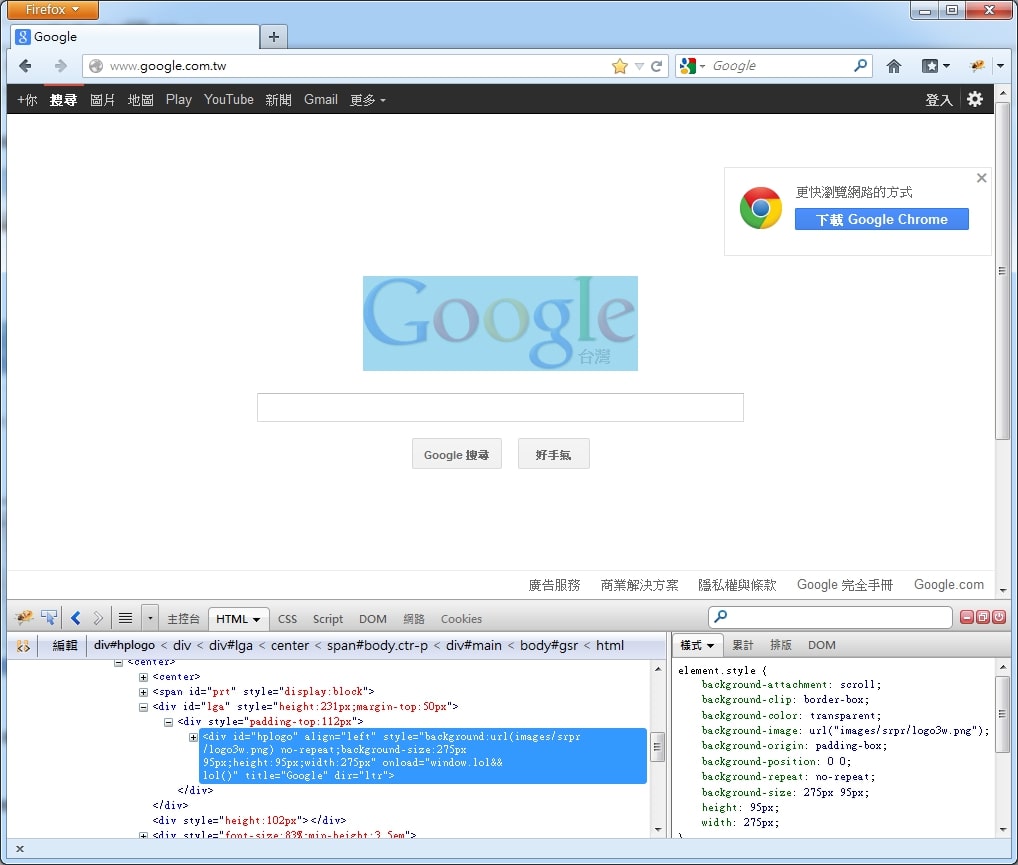 Firefox
Google
www.google.com.tw
Google
+你 搜尋 圖片 地圖 Play YouTube 新聞 Gmail 更多 登入
更快瀏覽網路的方式
下載 Google Chrome
Google
台灣
Google 搜尋 好手氣
廣告服務 商業解決方案 隱私權與條款 Google 完全手冊 Google.com
主控台 HTML CSS Script DOM 網路 Cookies
編輯 div#hplogo < div < div#lga < center < span#body.ctr-p < div#main < body#gsr < html
樣式 累計 排版 DOM
<center>
<center>
<span id="prt" style="display:block">
<div id="lga" style="height:231px;margin-top:50px">
<div style="padding-top:112px">
<div id="hplogo" align="left" style="background:url(images/srpr
/logo3w.png) no-repeat;background-size:275px
95px;height:95px;width:275px" onload="window.lol&&
lol()" title="Google" dir="ltr">
</div>
</div>
<div style="height:102px"></div>
<div style="font-size:83%;min-height:3.5em">
element.style {
background-attachment: scroll;
background-clip: border-box;
background-color: transparent;
background-image: url("images/srpr/logo3w.png");
background-origin: padding-box;
background-position: 0 0;
background-repeat: no-repeat;
background-size: 275px 95px;
height: 95px;
width: 275px;
}